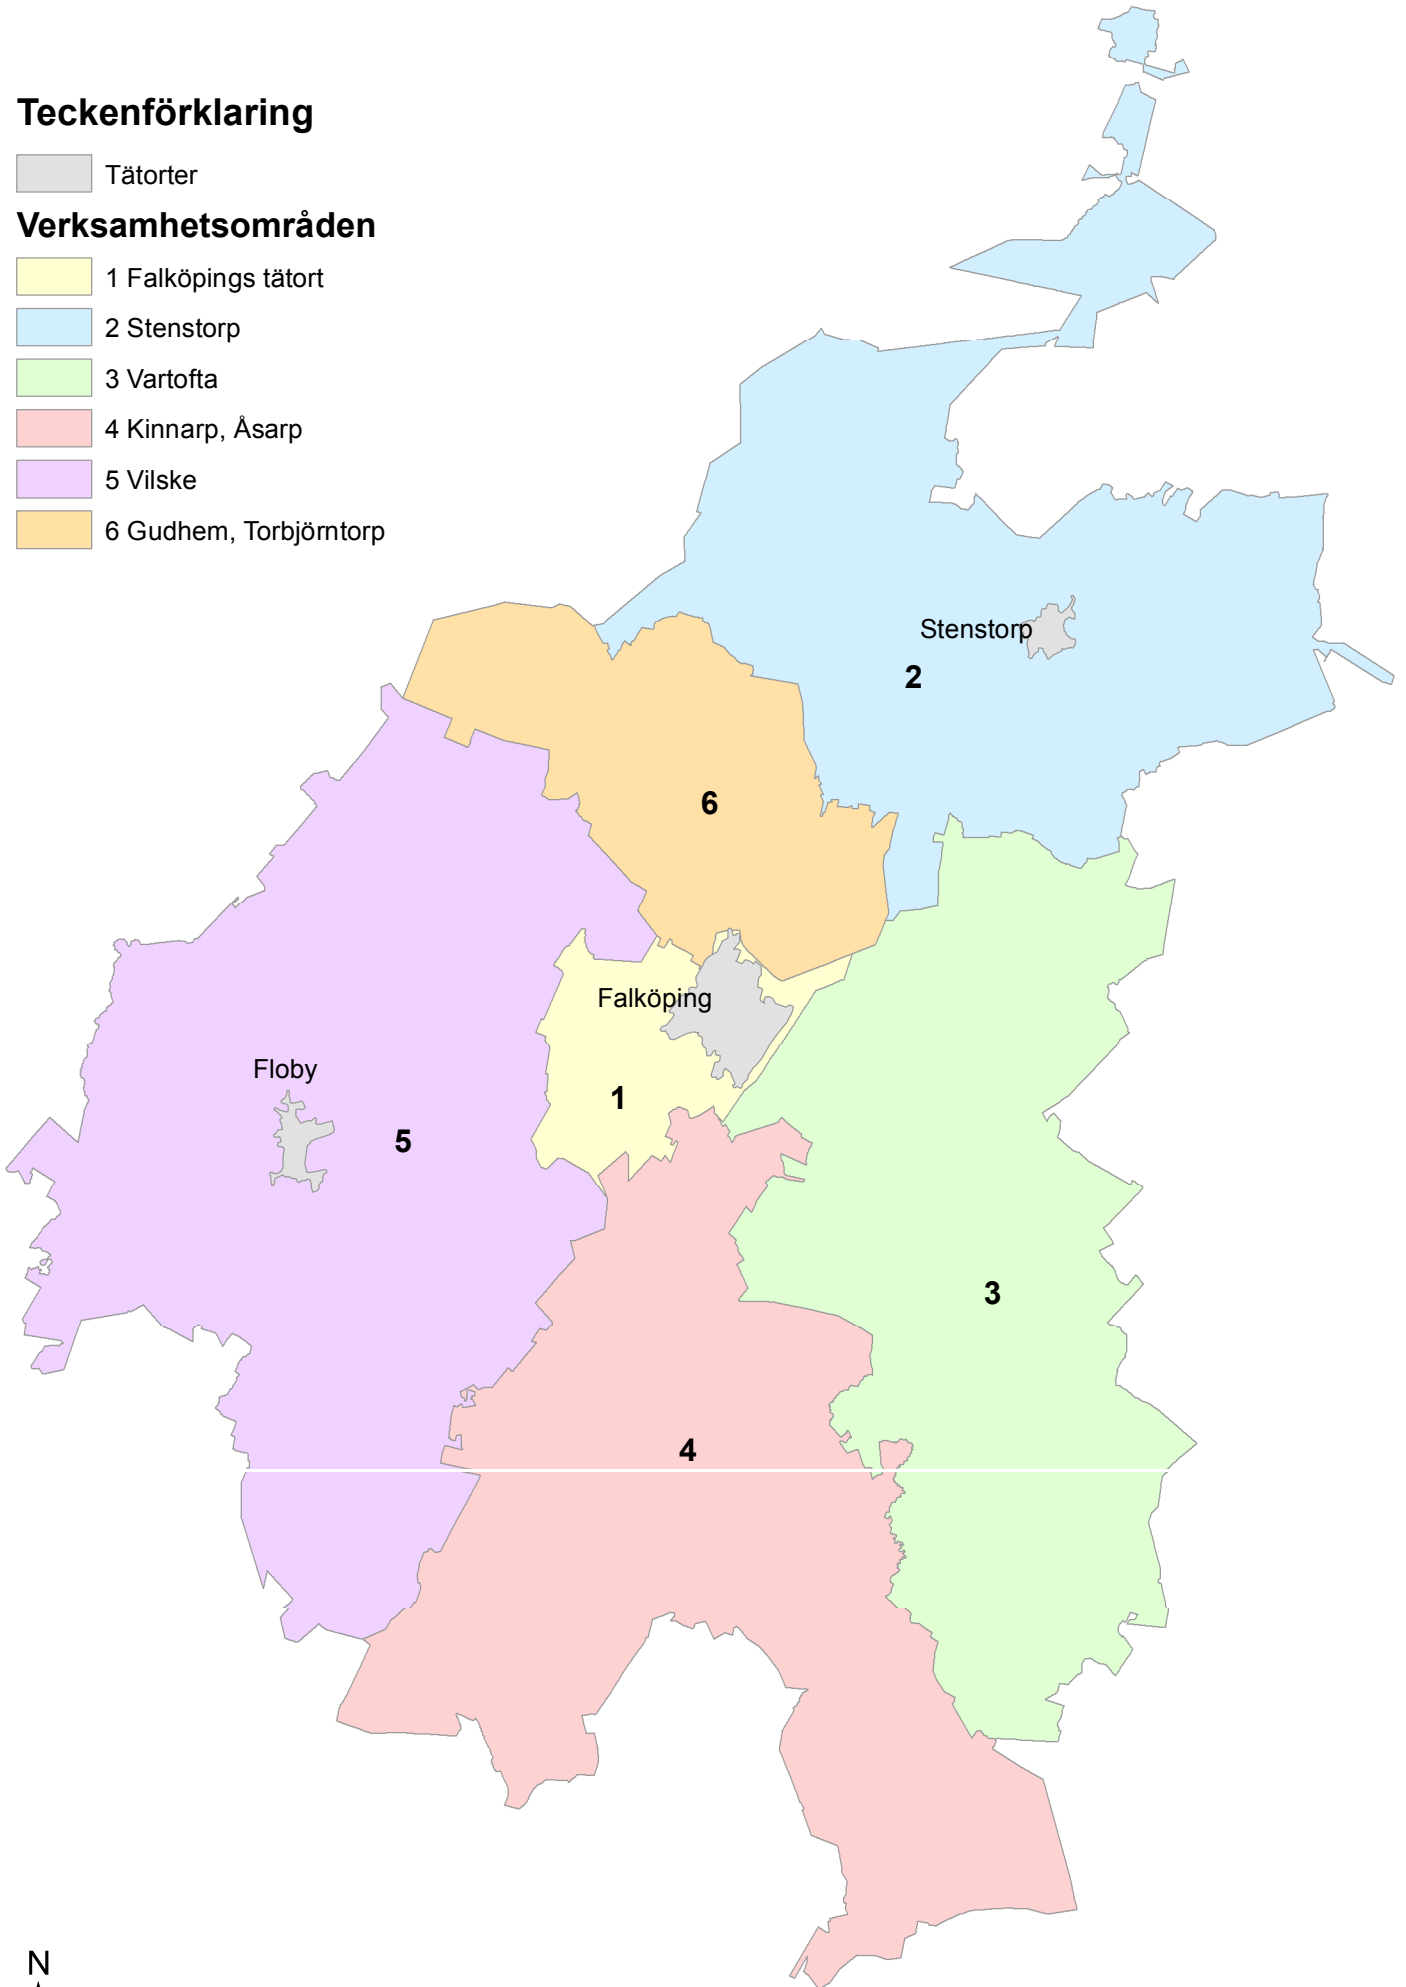 Teckenförklaring
Tätorter
Verksamhetsområden
1 Falköpings tätort
2 Stenstorp
3 Vartofta
4 Kinnarp, Åsarp
5 Vilske
6 Gudhem, Torbjörntorp
Stenstorp
2
6
Falköping
Floby
1
5
3
4
N